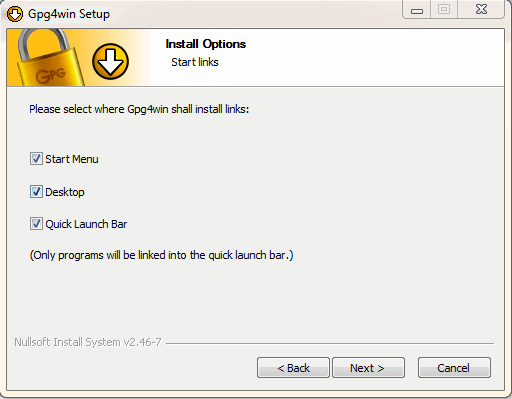 Gpg4win Setup
GPG
Install Options
Start links
Please select where Gpg4win shall install links:
Start Menu
Desktop
Quick Launch Bar
(Only programs will be linked into the quick launch bar.)
Nullsoft Install System v2.46-7
< Back
Next >
Cancel